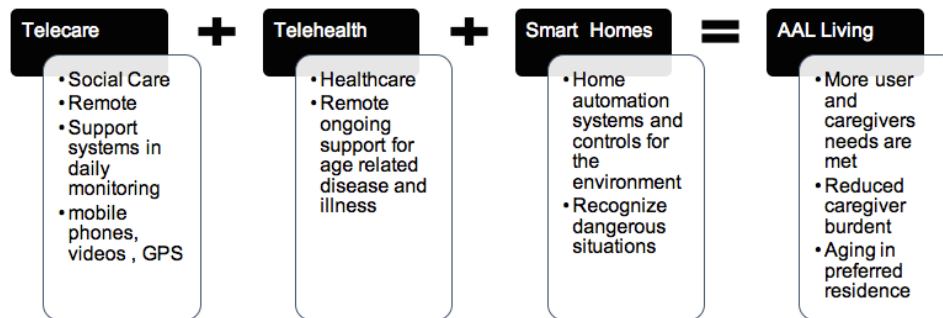 Telecare
• Social Care
• Remote
• Support
systems in
daily
monitoring
• mobile
phones,
videos , GPS
+
Telehealth
• Healthcare
• Remote
ongoing
support for
age related
disease and
illness
+
Smart Homes
• Home
automation
systems and
controls for
the
environment
• Recognize
dangerous
situations
=
AAL Living
• More user
and
caregivers
needs are
met
• Reduced
caregiver
burdent
• Aging in
preferred
residence